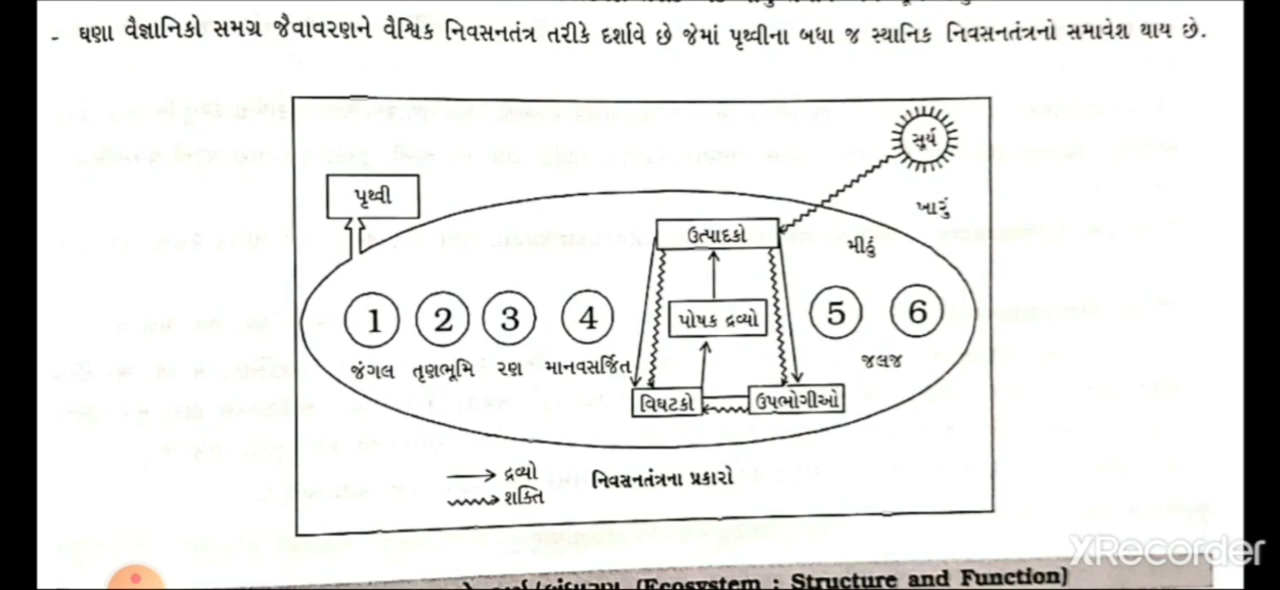 - ઘણા વૈજ્ઞાનિકો સમગ્ર જૈવાવરણને વૈશ્વિક નિવસનતંત્ર તરીકે દર્શાવે છે જેમાં પૃથ્વીના બધા જ સ્થાનિક નિવસનતંત્રનો સમાવેશ થાય છે.
સૂર્ય
પૃથ્વી
ખારું
ઉત્પાદકો
મીઠું
1 2 3 4 પોષક દ્રવ્યો 5 6
જંગલ તૃણભૂમિ રણ માનવસર્જિત જલજ
વિઘટકો ઉપભોગીઓ
દ્રવ્યો
શક્તિ
નિવસનતંત્રના પ્રકારો
XRecorder
(Ecosystem : Structure and Function)